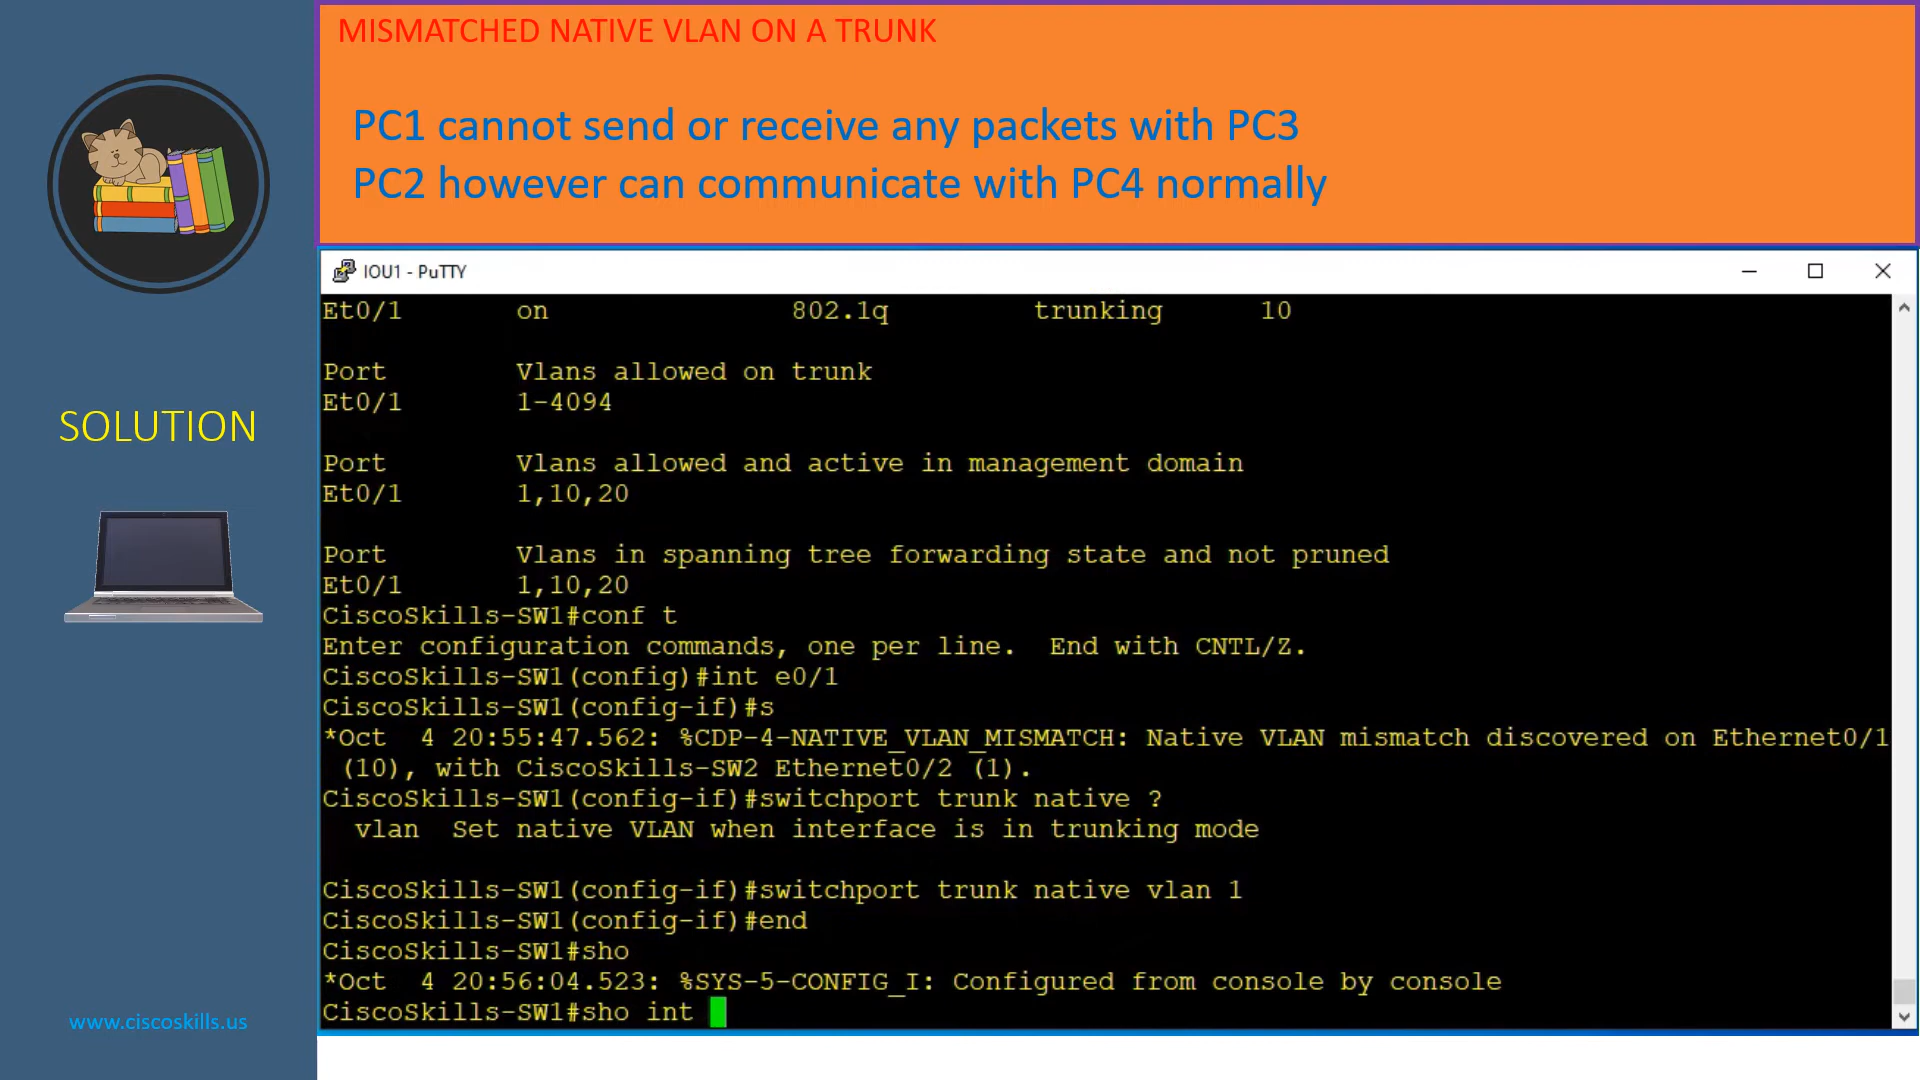 MISMATCHED NATIVE VLAN ON A TRUNK
PC1 cannot send or receive any packets with PC3
PC2 however can communicate with PC4 normally
SOLUTION
www.ciscoskills.us
IOU1 - PuTTY
Et0/1 on 802.1q trunking 10
Port Vlans allowed on trunk
Et0/1 1-4094
Port Vlans allowed and active in management domain
Et0/1 1,10,20
Port Vlans in spanning tree forwarding state and not pruned
Et0/1 1,10,20
CiscoSkills-SW1#conf t
Enter configuration commands, one per line. End with CNTL/Z.
CiscoSkills-SW1(config)#int e0/1
CiscoSkills-SW1(config-if)#s
*Oct 4 20:55:47.562: %CDP-4-NATIVE_VLAN_MISMATCH: Native VLAN mismatch discovered on Ethernet0/1
(10), with CiscoSkills-SW2 Ethernet0/2 (1).
CiscoSkills-SW1(config-if)#switchport trunk native ?
vlan Set native VLAN when interface is in trunking mode
CiscoSkills-SW1(config-if)#switchport trunk native vlan 1
CiscoSkills-SW1(config-if)#end
CiscoSkills-SW1#sho
*Oct 4 20:56:04.523: %SYS-5-CONFIG_I: Configured from console by console
CiscoSkills-SW1#sho int